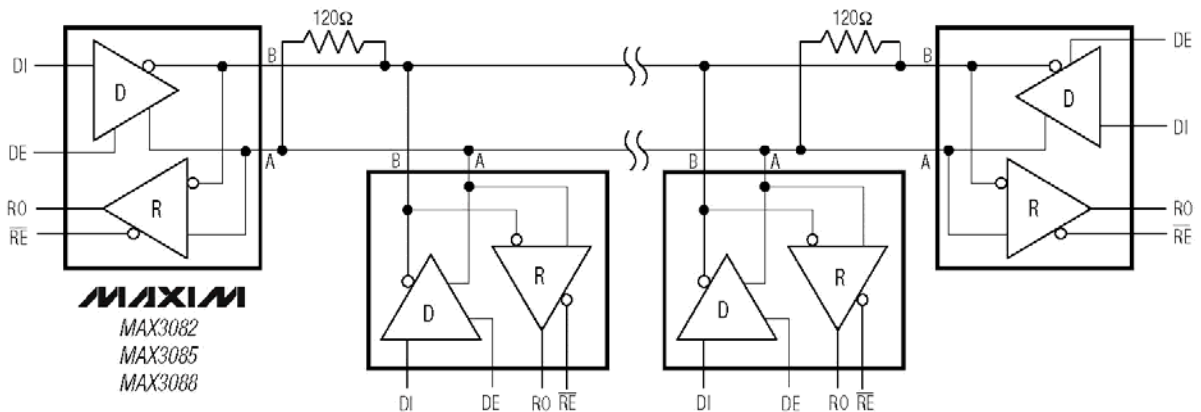 120Ω 120Ω
DI D B B D DE
DE A B A B A A DI
RO R R RO
RE RE
D R D R
MAXIM
MAX3082
MAX3085
MAX3088
DI DE RO RE DI DE RO RE